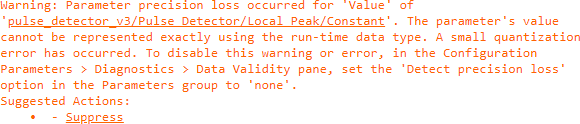 Warning: Parameter precision loss occurred for 'Value' of
'pulse_detector_v3/Pulse Detector/Local Peak/Constant'. The parameter's value
cannot be represented exactly using the run-time data type. A small quantization
error has occurred. To disable this warning or error, in the Configuration
Parameters > Diagnostics > Data Validity pane, set the 'Detect precision loss'
option in the Parameters group to 'none'.
Suggested Actions:
• - Suppress